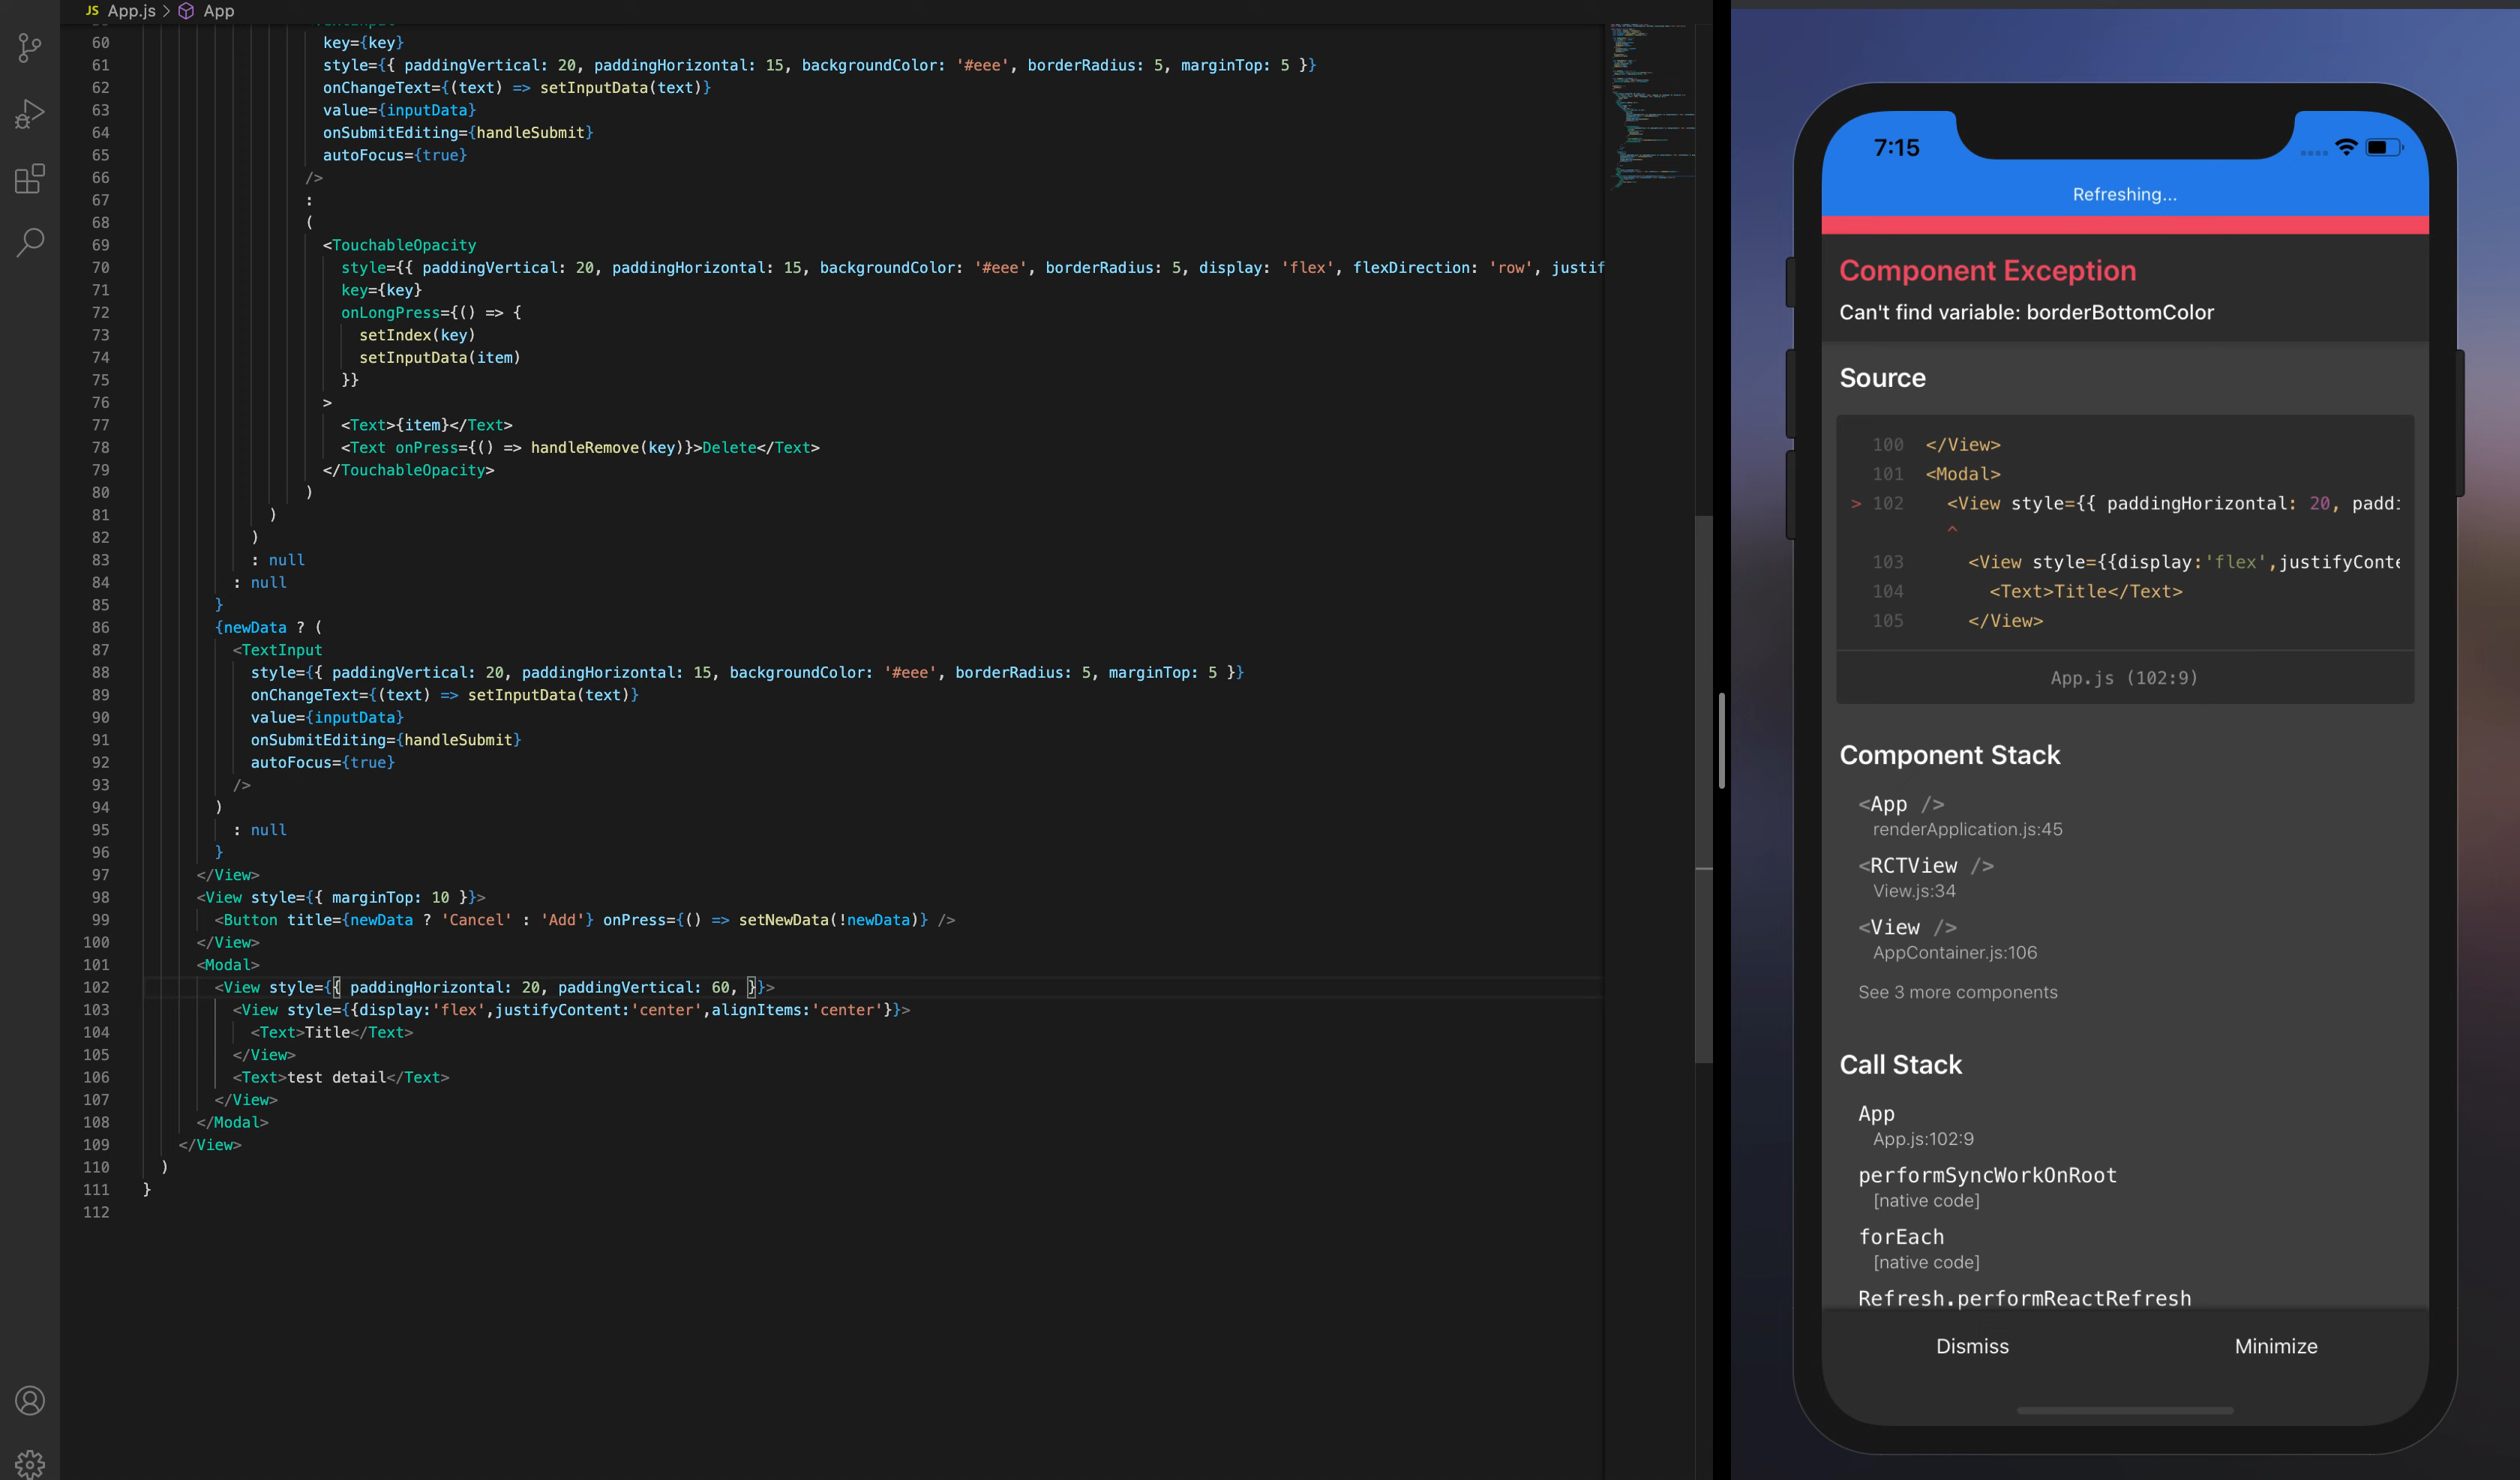 JS App.js > App
60 key={key}
61 style={{ paddingVertical: 20, paddingHorizontal: 15, backgroundColor: '#eee', borderRadius: 5, marginTop: 5 }}
62 onChangeText={(text) => setInputData(text)}
63 value={inputData}
64 onSubmitEditing={handleSubmit}
65 autoFocus={true}
66 />
67 :
68 (
69 <TouchableOpacity
70 style={{ paddingVertical: 20, paddingHorizontal: 15, backgroundColor: '#eee', borderRadius: 5, display: 'flex', flexDirection: 'row', justif
71 key={key}
72 onLongPress={() => {
73 setIndex(key)
74 setInputData(item)
75 }}
76 >
77 <Text>{item}</Text>
78 <Text onPress={() => handleRemove(key)}>Delete</Text>
79 </TouchableOpacity>
80 )
81 )
82 )
83 : null
84 : null
85 }
86 {newData ? (
87 <TextInput
88 style={{ paddingVertical: 20, paddingHorizontal: 15, backgroundColor: '#eee', borderRadius: 5, marginTop: 5 }}
89 onChangeText={(text) => setInputData(text)}
90 value={inputData}
91 onSubmitEditing={handleSubmit}
92 autoFocus={true}
93 />
94 )
95 : null
96 }
97 </View>
98 <View style={{ marginTop: 10 }}>
99 <Button title={newData ? 'Cancel' : 'Add'} onPress={() => setNewData(!newData)} />
100 </View>
101 <Modal>
102 <View style={{ paddingHorizontal: 20, paddingVertical: 60, }}>
103 <View style={{display:'flex',justifyContent:'center',alignItems:'center'}}>
104 <Text>Title</Text>
105 </View>
106 <Text>test detail</Text>
107 </View>
108 </Modal>
109 </View>
110 )
111 }
112
7:15
Refreshing...
Component Exception
Can't find variable: borderBottomColor
Source
100 </View>
101 <Modal>
> 102 <View style={{ paddingHorizontal: 20, paddi
^
103 <View style={{display:'flex',justifyConte
104 <Text>Title</Text>
105 </View>
App.js (102:9)
Component Stack
<App />
renderApplication.js:45
<RCTView />
View.js:34
<View />
AppContainer.js:106
See 3 more components
Call Stack
App
App.js:102:9
performSyncWorkOnRoot
[native code]
forEach
[native code]
Refresh.performReactRefresh
Dismiss Minimize